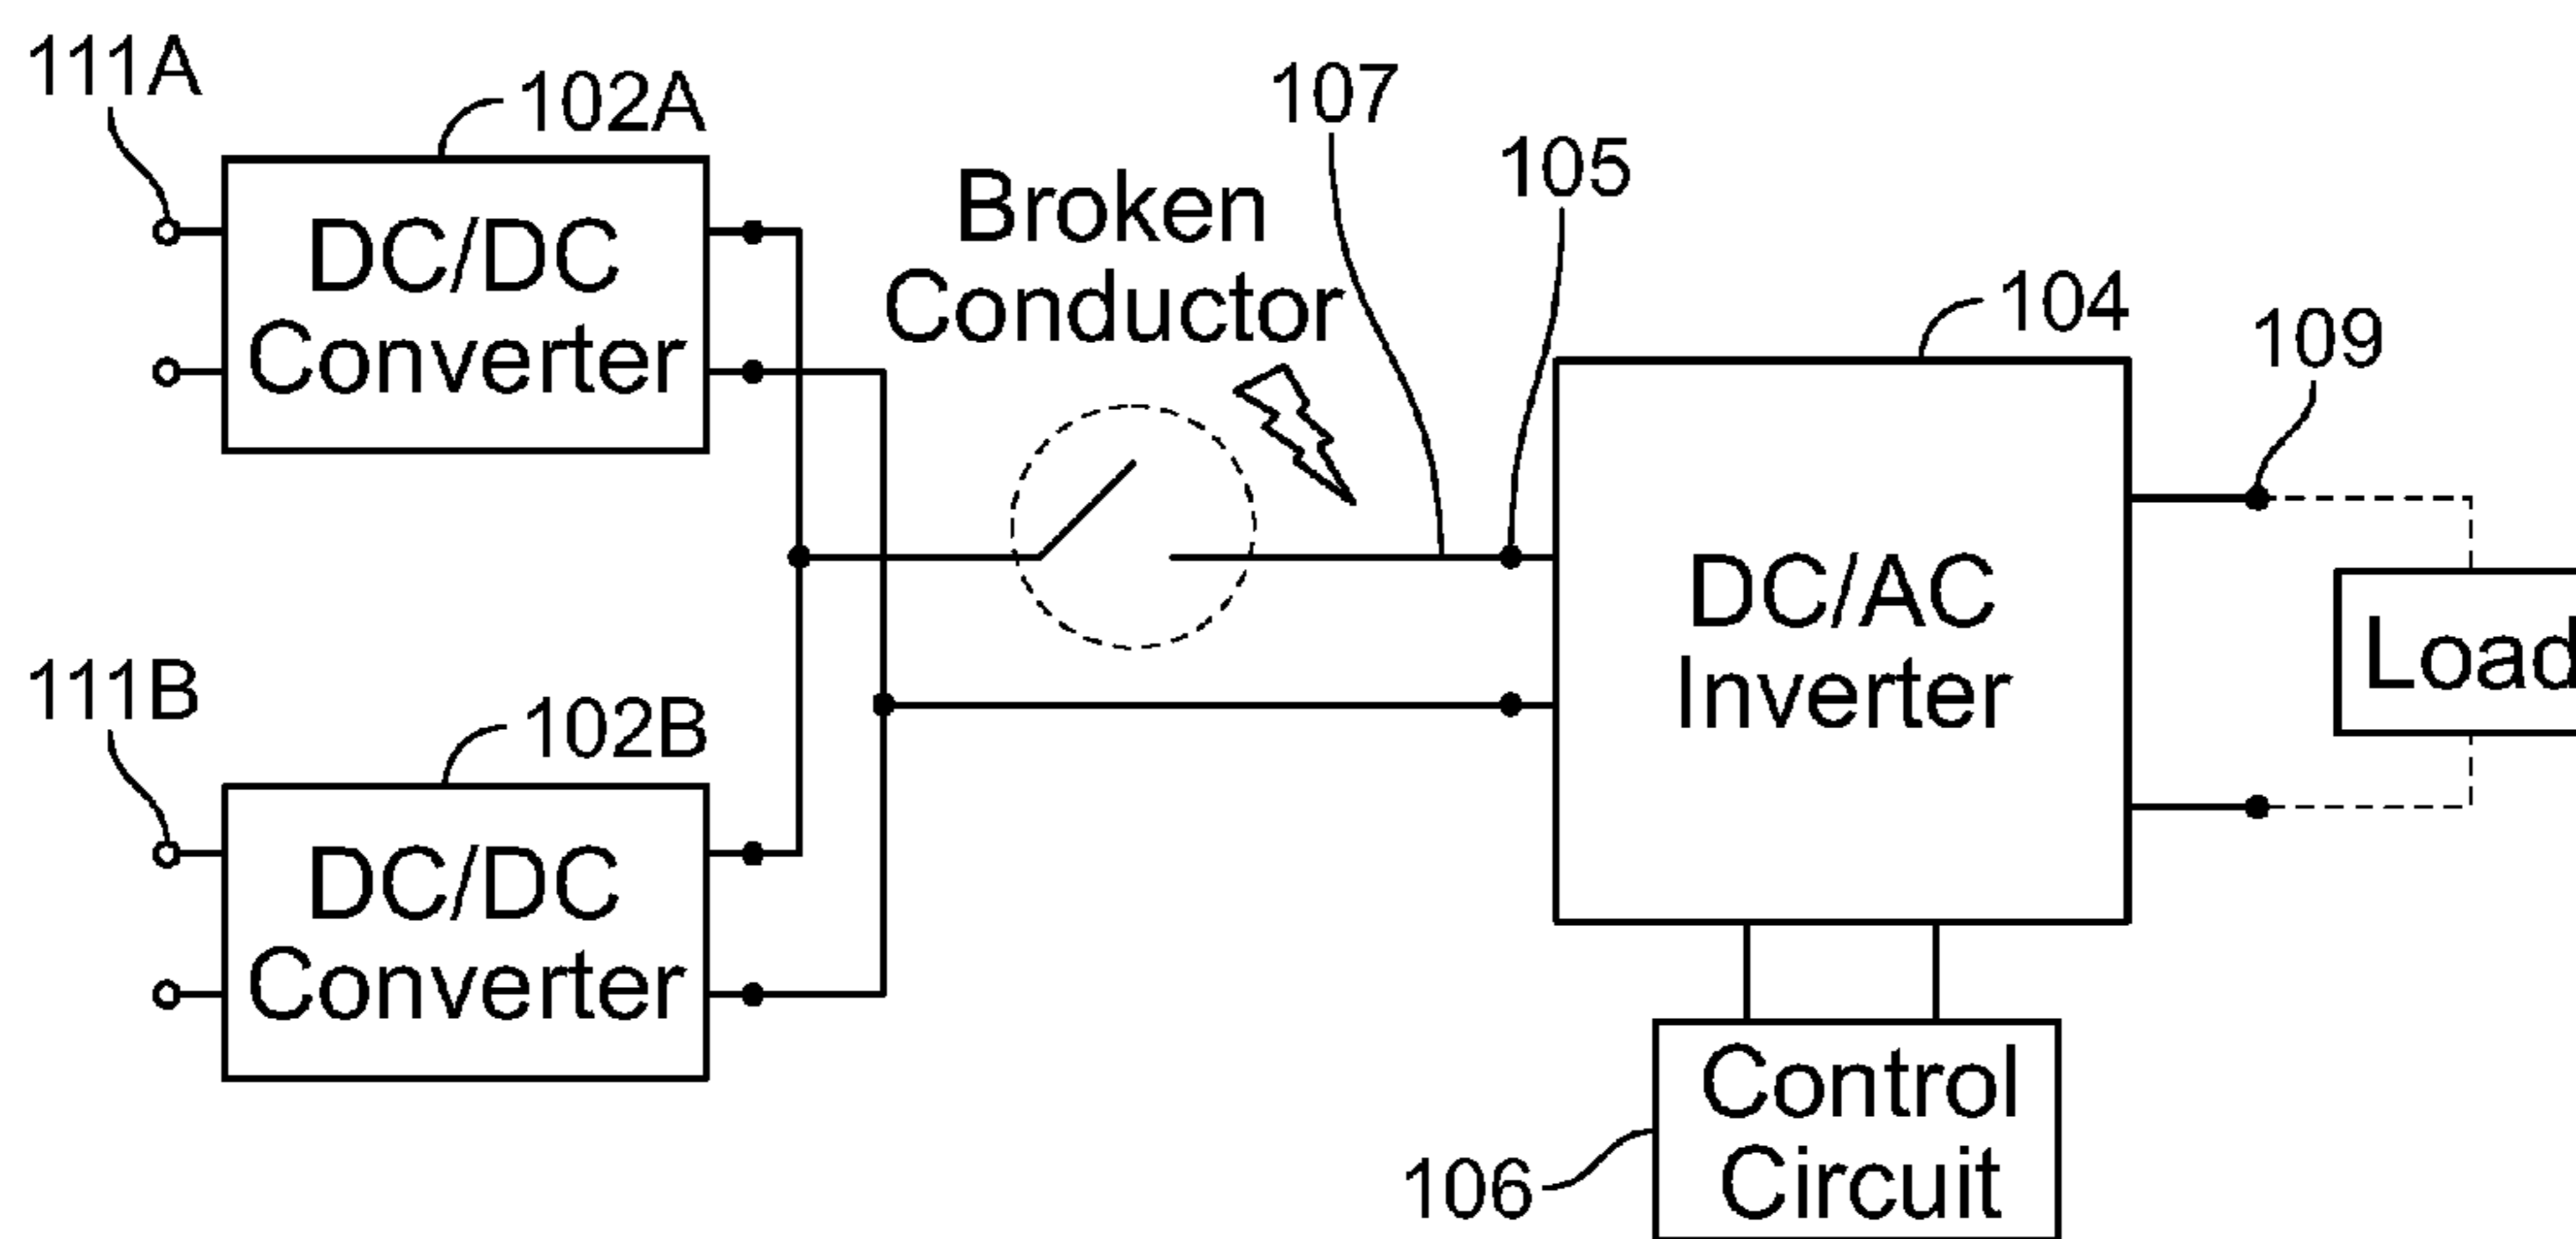 111A
102A
107
105
Broken
Conductor
DC/DC
Converter
104
109
DC/AC
Inverter
Load
111B
102B
DC/DC
Converter
Control
Circuit
106